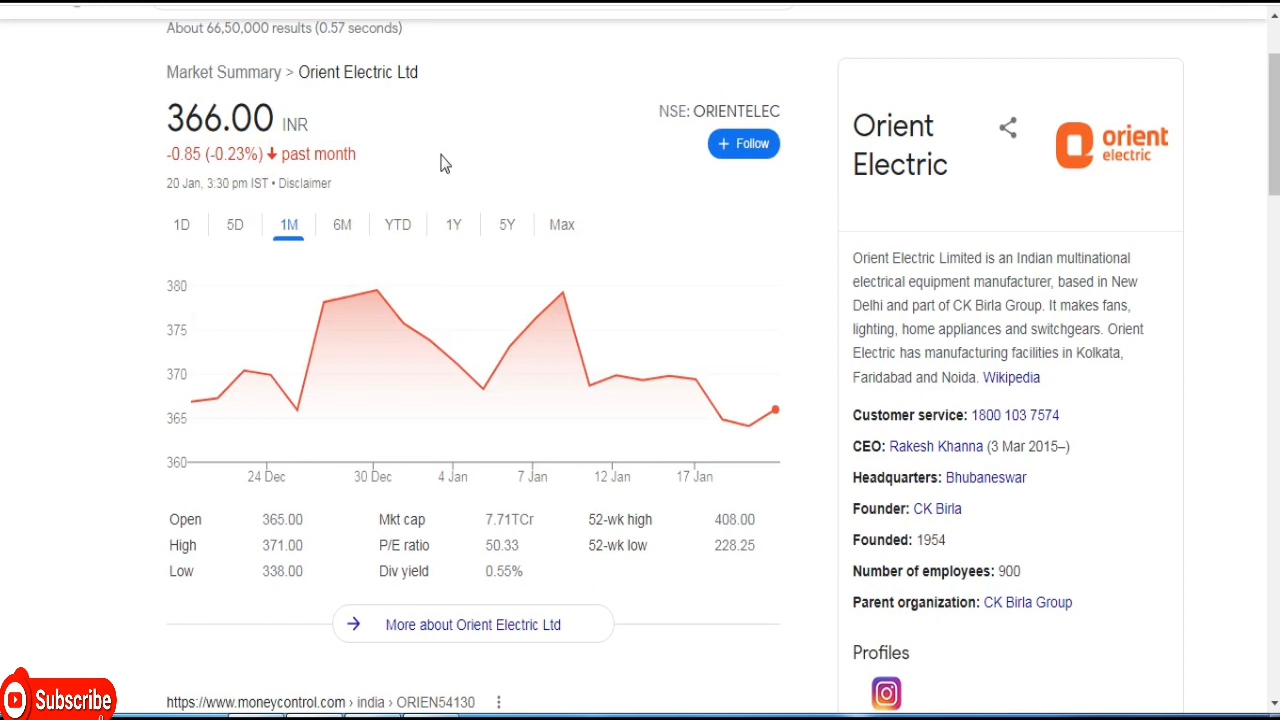 About 66,50,000 results (0.57 seconds)
Market Summary > Orient Electric Ltd
366.00 INR
-0.85 (-0.23%) ↓ past month
20 Jan, 3:30 pm IST • Disclaimer
NSE: ORIENTELEC
+ Follow
1D 5D 1M 6M YTD 1Y 5Y Max
380
375
370
365
360
24 Dec 30 Dec 4 Jan 7 Jan 12 Jan 17 Jan
Open 365.00 Mkt cap 7.71TCr 52-wk high 408.00
High 371.00 P/E ratio 50.33 52-wk low 228.25
Low 338.00 Div yield 0.55%
→ More about Orient Electric Ltd
https://www.moneycontrol.com › india › ORIEN54130
Subscribe
Orient
Electric
orient
electric
Orient Electric Limited is an Indian multinational
electrical equipment manufacturer, based in New
Delhi and part of CK Birla Group. It makes fans,
lighting, home appliances and switchgears. Orient
Electric has manufacturing facilities in Kolkata,
Faridabad and Noida. Wikipedia
Customer service: 1800 103 7574
CEO: Rakesh Khanna (3 Mar 2015–)
Headquarters: Bhubaneswar
Founder: CK Birla
Founded: 1954
Number of employees: 900
Parent organization: CK Birla Group
Profiles